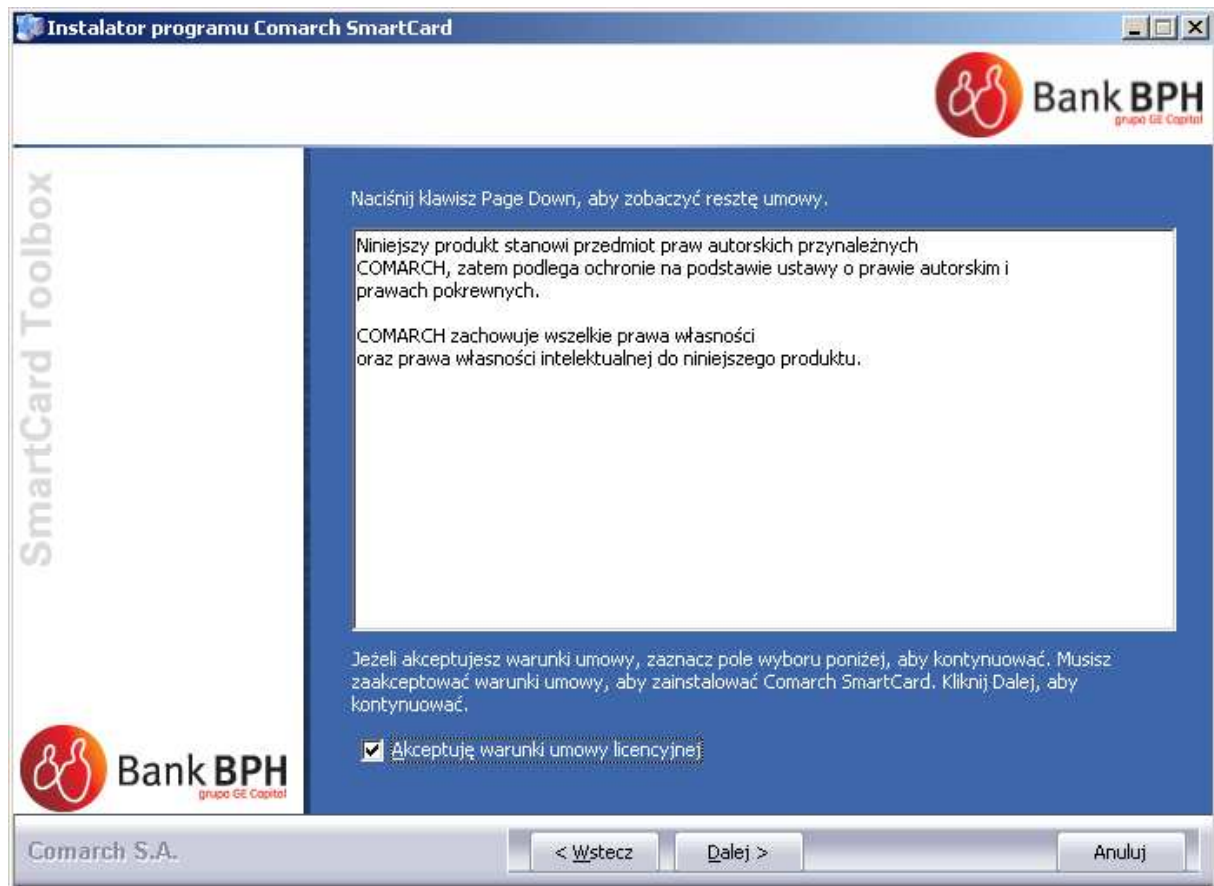 Instalator programu Comarch SmartCard
Bank BPH
grupa GE Capital
SmartCard Toolbox
Naciśnij klawisz Page Down, aby zobaczyć resztę umowy.
Niniejszy produkt stanowi przedmiot praw autorskich przynależnych
COMARCH, zatem podlega ochronie na podstawie ustawy o prawie autorskim i
prawach pokrewnych.
COMARCH zachowuje wszelkie prawa własności
oraz prawa własności intelektualnej do niniejszego produktu.
Jeżeli akceptujesz warunki umowy, zaznacz pole wyboru poniżej, aby kontynuować. Musisz
zaakceptować warunki umowy, aby zainstalować Comarch SmartCard. Kliknij Dalej, aby
kontynuować.
Akceptuję warunki umowy licencyjnej
Bank BPH
grupa GE Capital
Comarch S.A.
< Wstecz
Dalej >
Anuluj